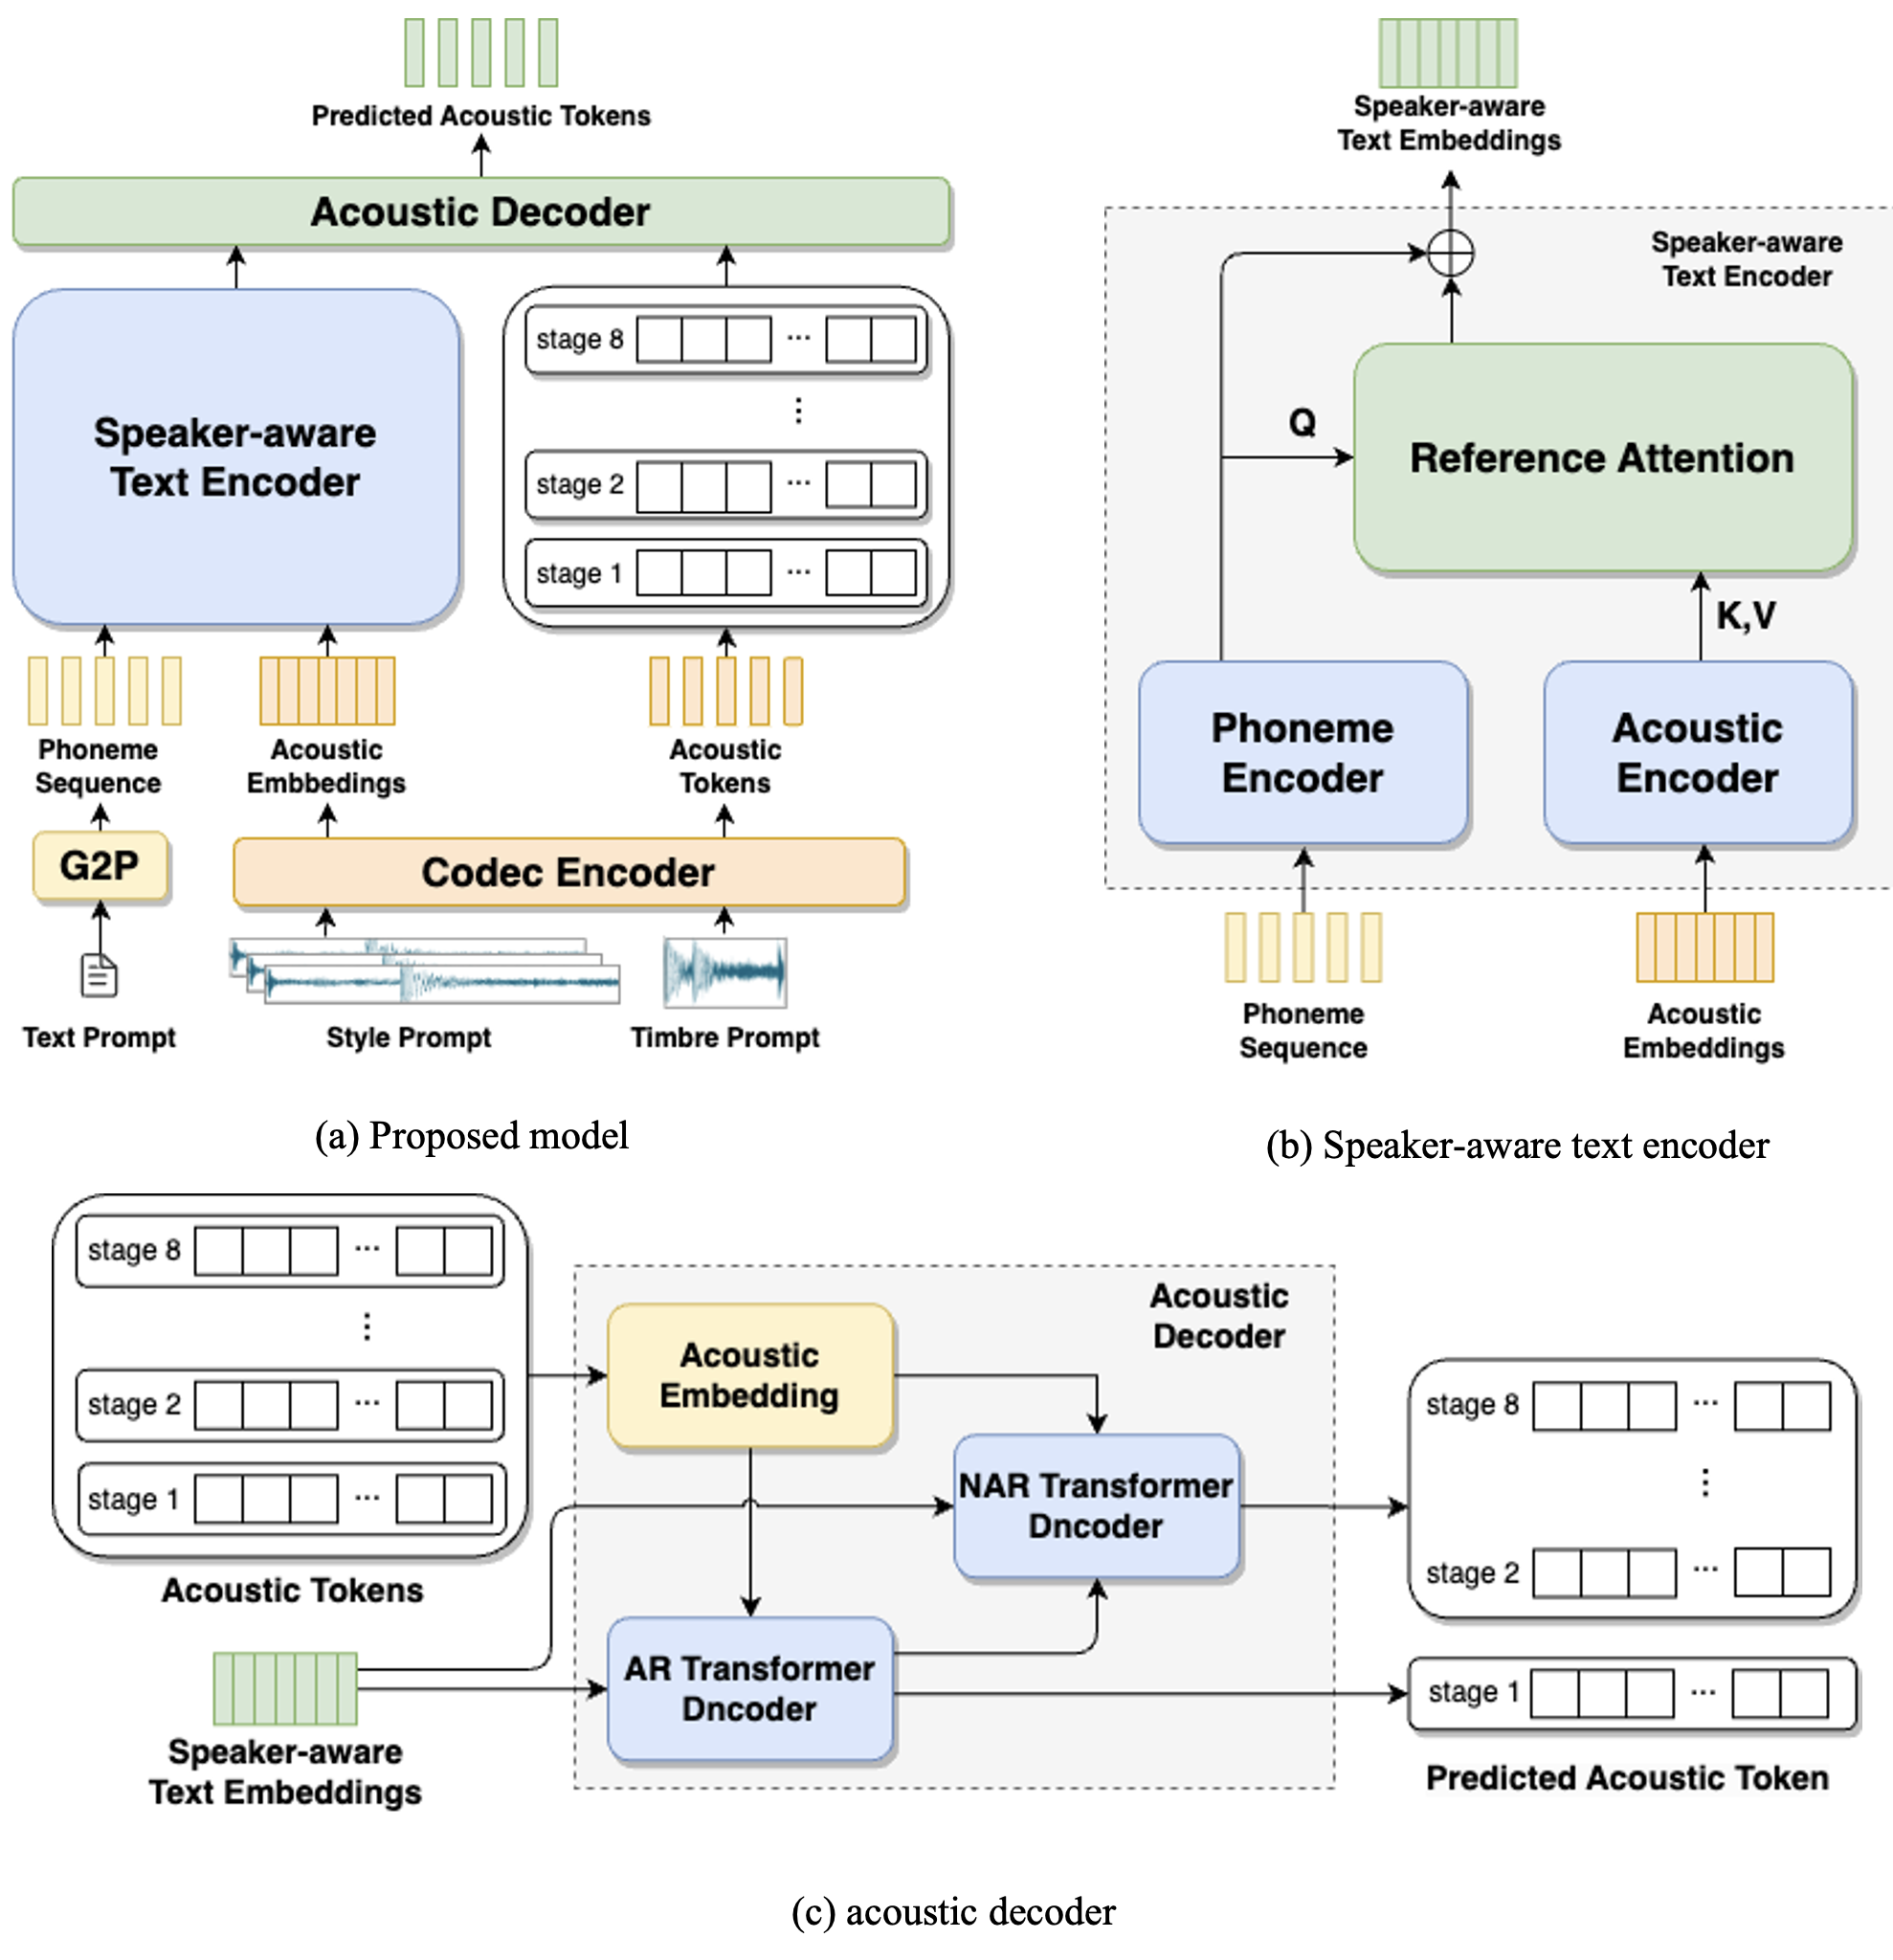 Predicted Acoustic Tokens
Acoustic Decoder
Speaker-aware
Text Encoder
stage 8
...
⋮
stage 2
...
stage 1
...
Phoneme
Sequence
Acoustic
Embbedings
Acoustic
Tokens
G2P
Codec Encoder
Text Prompt
Style Prompt
Timbre Prompt
(a) Proposed model
Speaker-aware
Text Embeddings
Speaker-aware
Text Encoder
Q
Reference Attention
K,V
Phoneme
Encoder
Acoustic
Encoder
Phoneme
Sequence
Acoustic
Embeddings
(b) Speaker-aware text encoder
stage 8
...
⋮
stage 2
...
stage 1
...
Acoustic Tokens
Speaker-aware
Text Embeddings
Acoustic
Decoder
Acoustic
Embedding
NAR Transformer
Dncoder
AR Transformer
Dncoder
stage 8
...
⋮
stage 2
...
stage 1
...
Predicted Acoustic Token
(c) acoustic decoder